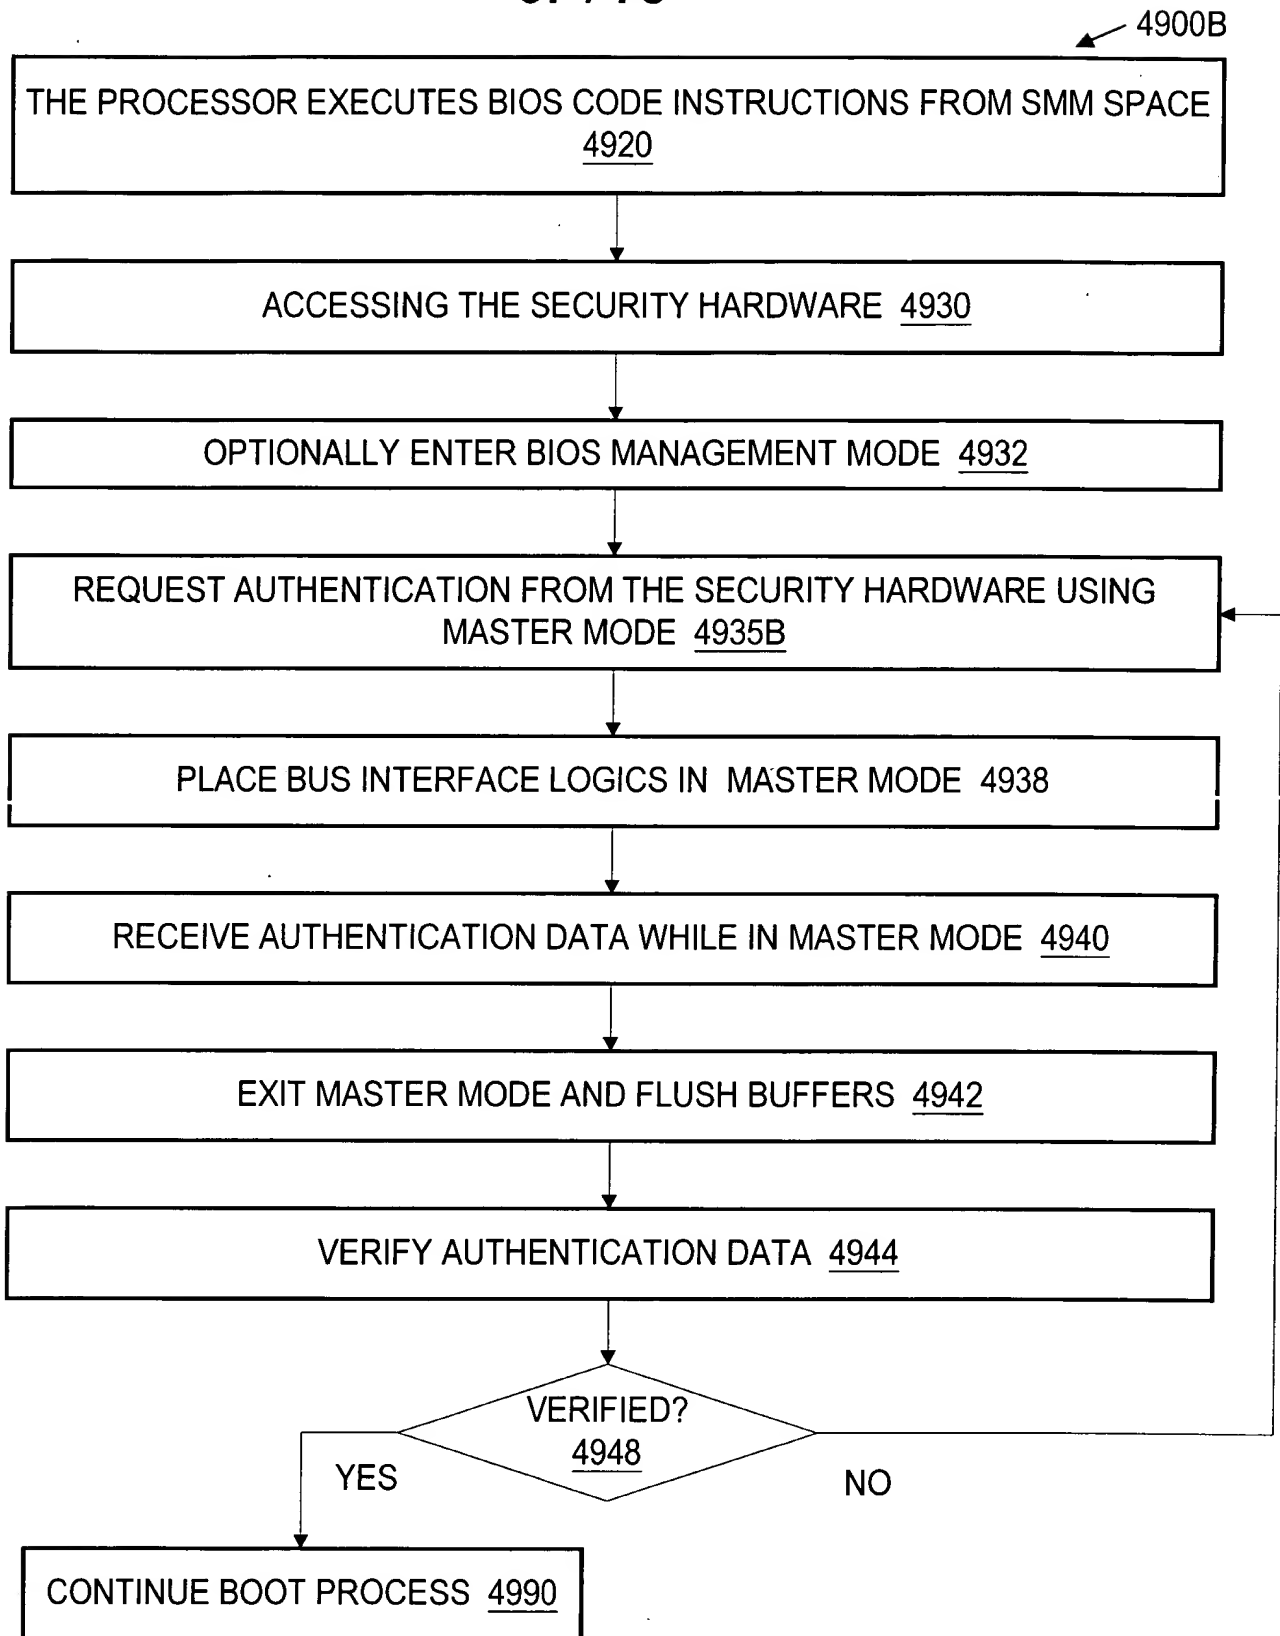 4900B
THE PROCESSOR EXECUTES BIOS CODE INSTRUCTIONS FROM SMM SPACE
4920
ACCESSING THE SECURITY HARDWARE 4930
OPTIONALLY ENTER BIOS MANAGEMENT MODE 4932
REQUEST AUTHENTICATION FROM THE SECURITY HARDWARE USING
MASTER MODE 4935B
PLACE BUS INTERFACE LOGICS IN MASTER MODE 4938
RECEIVE AUTHENTICATION DATA WHILE IN MASTER MODE 4940
EXIT MASTER MODE AND FLUSH BUFFERS 4942
VERIFY AUTHENTICATION DATA 4944
VERIFIED?
4948
YES
NO
CONTINUE BOOT PROCESS 4990